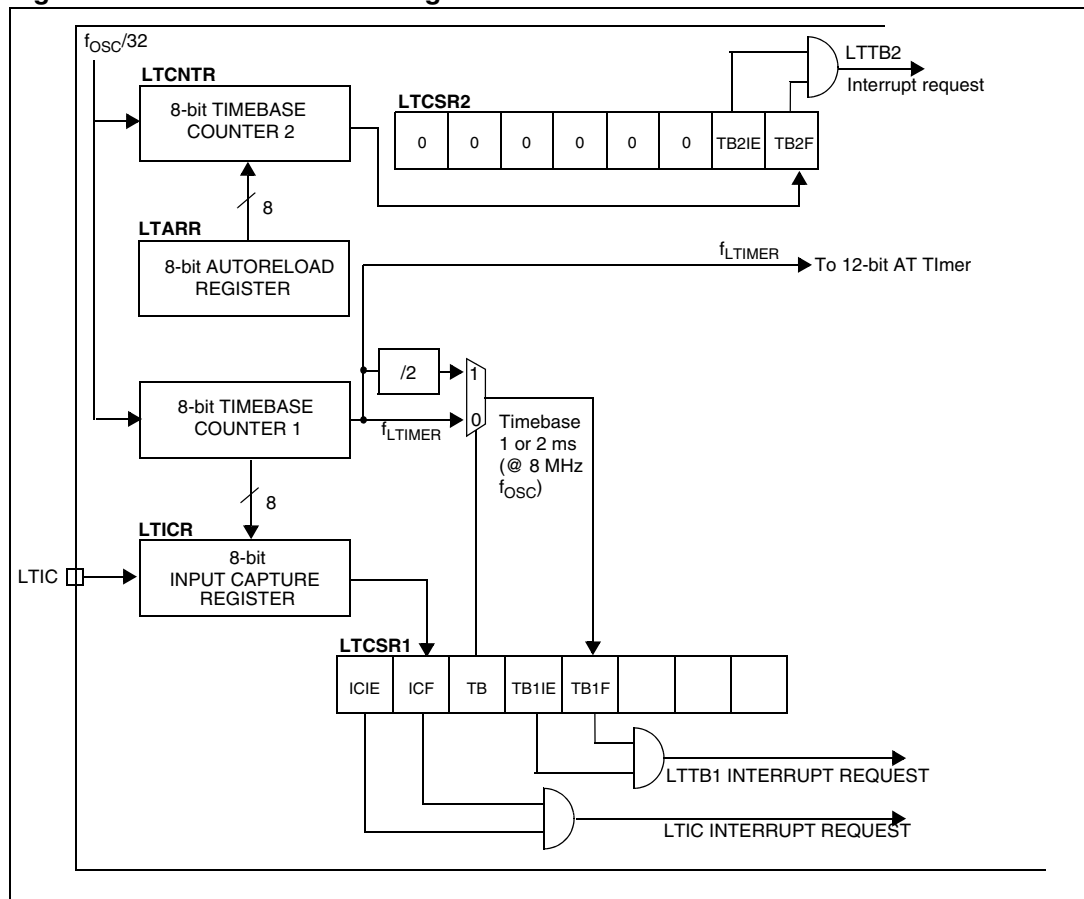 fOSC/32
LTCNTR
8-bit TIMEBASE
COUNTER 2
8
LTARR
8-bit AUTORELOAD
REGISTER
LTCSR2
0 0 0 0 0 0 TB2IE TB2F
LTTB2
Interrupt request
fLTIMER
To 12-bit AT TImer
/2
1
0
8-bit TIMEBASE
COUNTER 1
fLTIMER
Timebase
1 or 2 ms
(@ 8 MHz
fOSC)
8
LTICR
LTIC
8-bit
INPUT CAPTURE
REGISTER
LTCSR1
ICIE ICF TB TB1IE TB1F
LTTB1 INTERRUPT REQUEST
LTIC INTERRUPT REQUEST